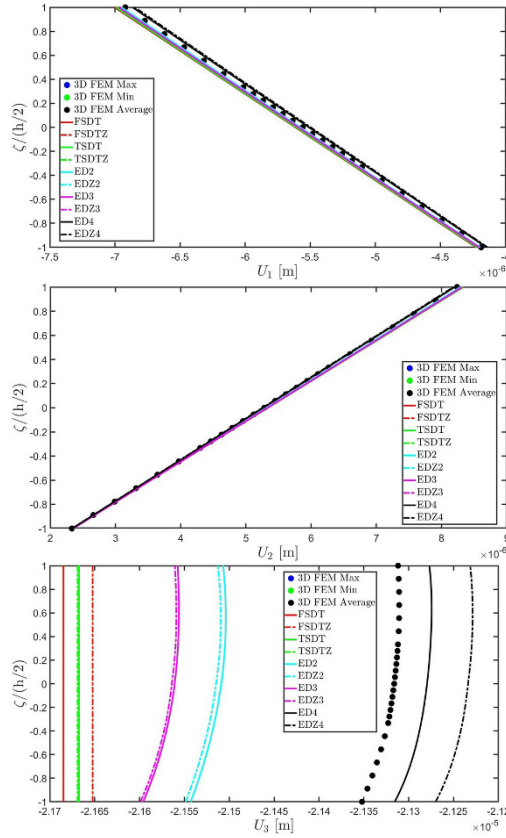 1
0.8
0.6
0.4
0.2
0
-0.2
-0.4
-0.6
-0.8
-1
ζ/(h/2)
3D FEM Max
3D FEM Min
3D FEM Average
FSDT
FSDTZ
TSDT
TSDTZ
ED2
EDZ2
ED3
EDZ3
ED4
EDZ4
-7.5 -7 -6.5 -6 -5.5 -5 -4.5 -4
U₁ [m]
×10⁻⁶
1
0.8
0.6
0.4
0.2
0
-0.2
-0.4
-0.6
-0.8
-1
ζ/(h/2)
3D FEM Max
3D FEM Min
3D FEM Average
FSDT
FSDTZ
TSDT
TSDTZ
ED2
EDZ2
ED3
EDZ3
ED4
EDZ4
2 3 4 5 6 7 8 9
U₂ [m]
×10⁻⁶
1
0.8
0.6
0.4
0.2
0
-0.2
-0.4
-0.6
-0.8
-1
ζ/(h/2)
3D FEM Max
3D FEM Min
3D FEM Average
FSDT
FSDTZ
TSDT
TSDTZ
ED2
EDZ2
ED3
EDZ3
ED4
EDZ4
-2.17 -2.165 -2.16 -2.155 -2.15 -2.145 -2.14 -2.135 -2.13 -2.125 -2.12
U₃ [m]
×10⁻⁵